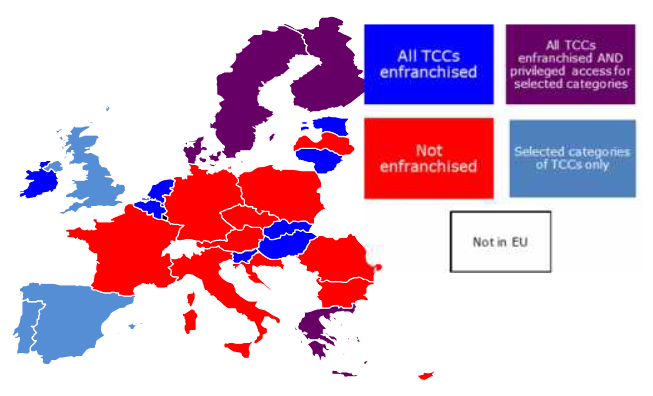 All TCCs
enfranchised
All TCCs
enfranchised AND
privileged access for
selected categories
Not
enfranchised
Selected categories
of TCCs only
Not in EU